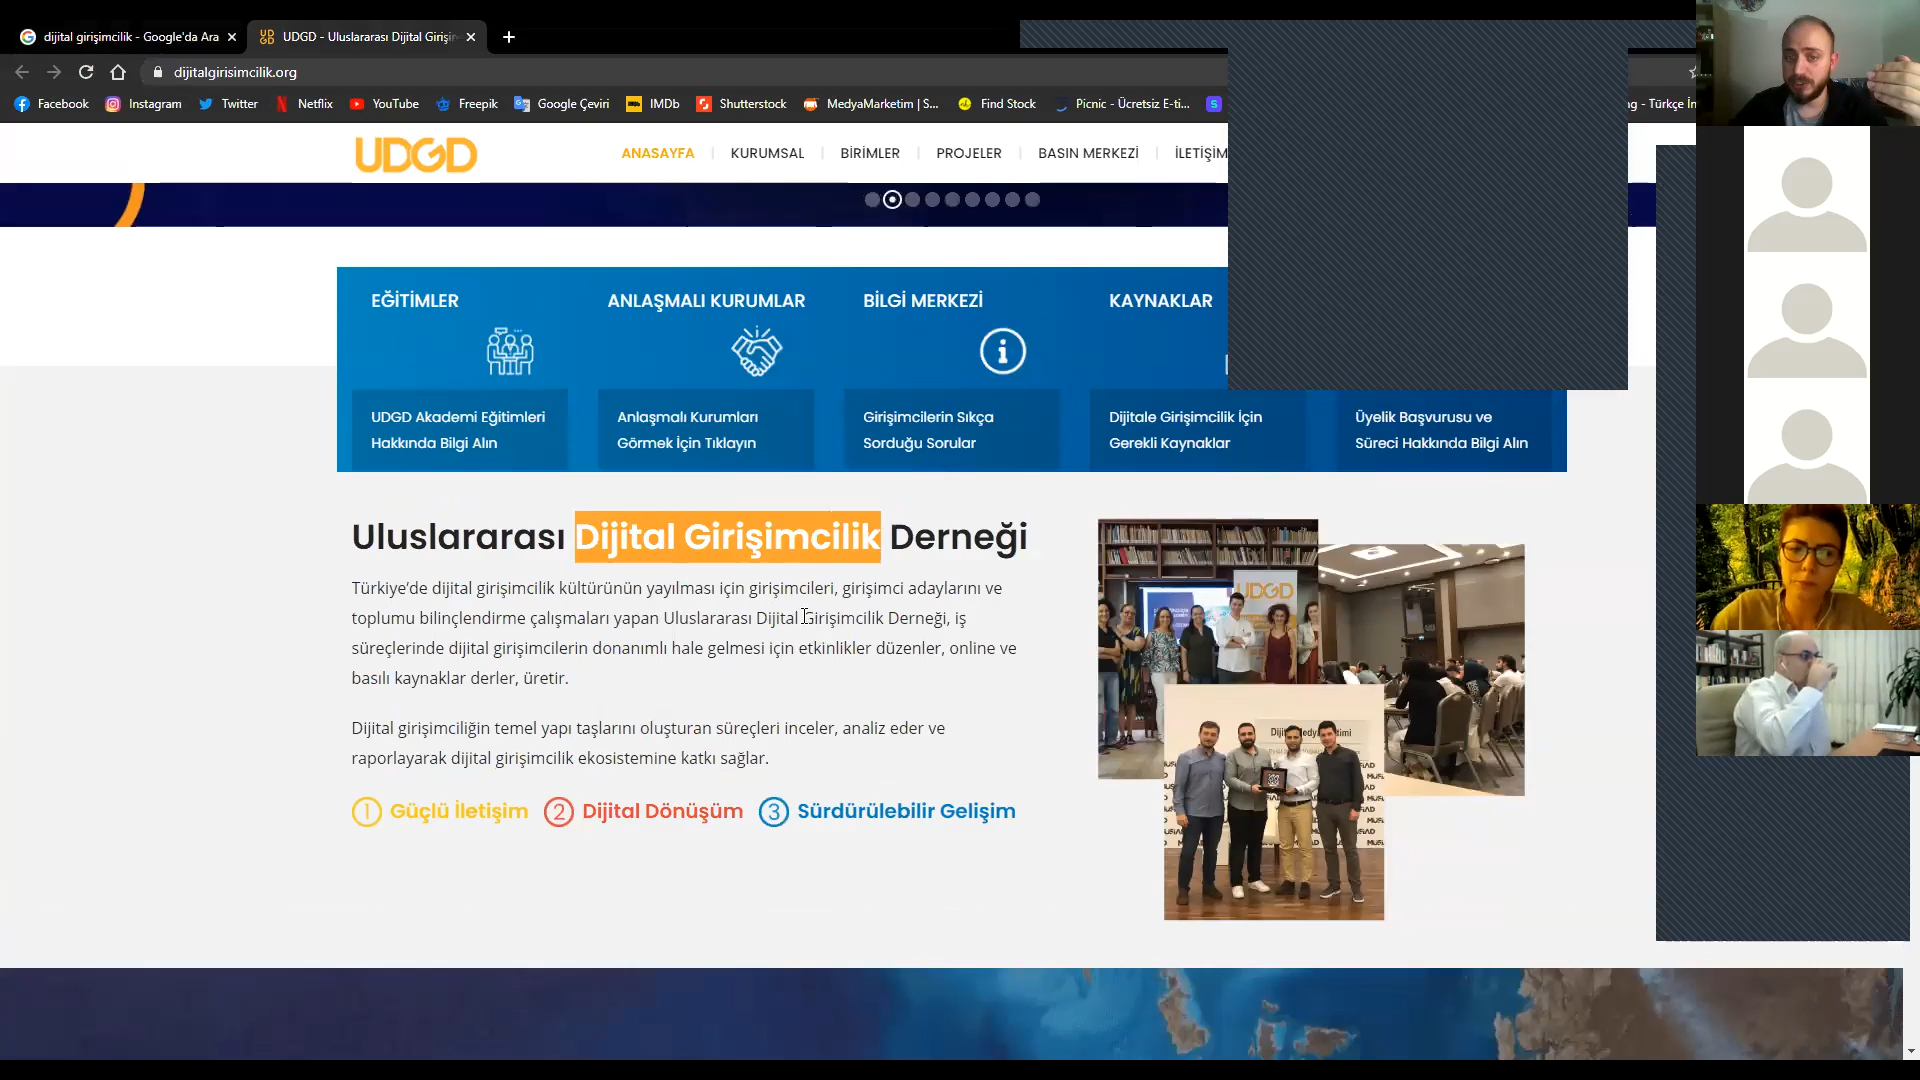 dijital girişimcilik - Google'da Ara
UDGD - Uluslararası Dijital Girişi
dijitalgirisimcilik.org
Facebook
Instagram
Twitter
Netflix
YouTube
Freepik
Google Çeviri
IMDb
Shutterstock
MedyaMarketim | S...
Find Stock
Picnic - Ücretsiz E-ti...
S
ng - Türkçe İn
UDGD
ANASAYFA
KURUMSAL
BİRİMLER
PROJELER
BASIN MERKEZİ
İLETİŞİM
EĞİTİMLER
ANLAŞMALI KURUMLAR
BİLGİ MERKEZİ
KAYNAKLAR
UDGD Akademi Eğitimleri
Hakkında Bilgi Alın
Anlaşmalı Kurumları
Görmek İçin Tıklayın
Girişimcilerin Sıkça
Sorduğu Sorular
Dijitale Girişimcilik İçin
Gerekli Kaynaklar
Üyelik Başvurusu ve
Süreci Hakkında Bilgi Alın
Uluslararası Dijital Girişimcilik Derneği
Türkiye’de dijital girişimcilik kültürünün yayılması için girişimcileri, girişimci adaylarını ve
toplumu bilinçlendirme çalışmaları yapan Uluslararası Dijital Girişimcilik Derneği, iş
süreçlerinde dijital girişimcilerin donanımlı hale gelmesi için etkinlikler düzenler, online ve
basılı kaynaklar derler, üretir.
Dijital girişimciliğin temel yapı taşlarını oluşturan süreçleri inceler, analiz eder ve
raporlayarak dijital girişimcilik ekosistemine katkı sağlar.
1 Güçlü İletişim 2 Dijital Dönüşüm 3 Sürdürülebilir Gelişim
UDGD